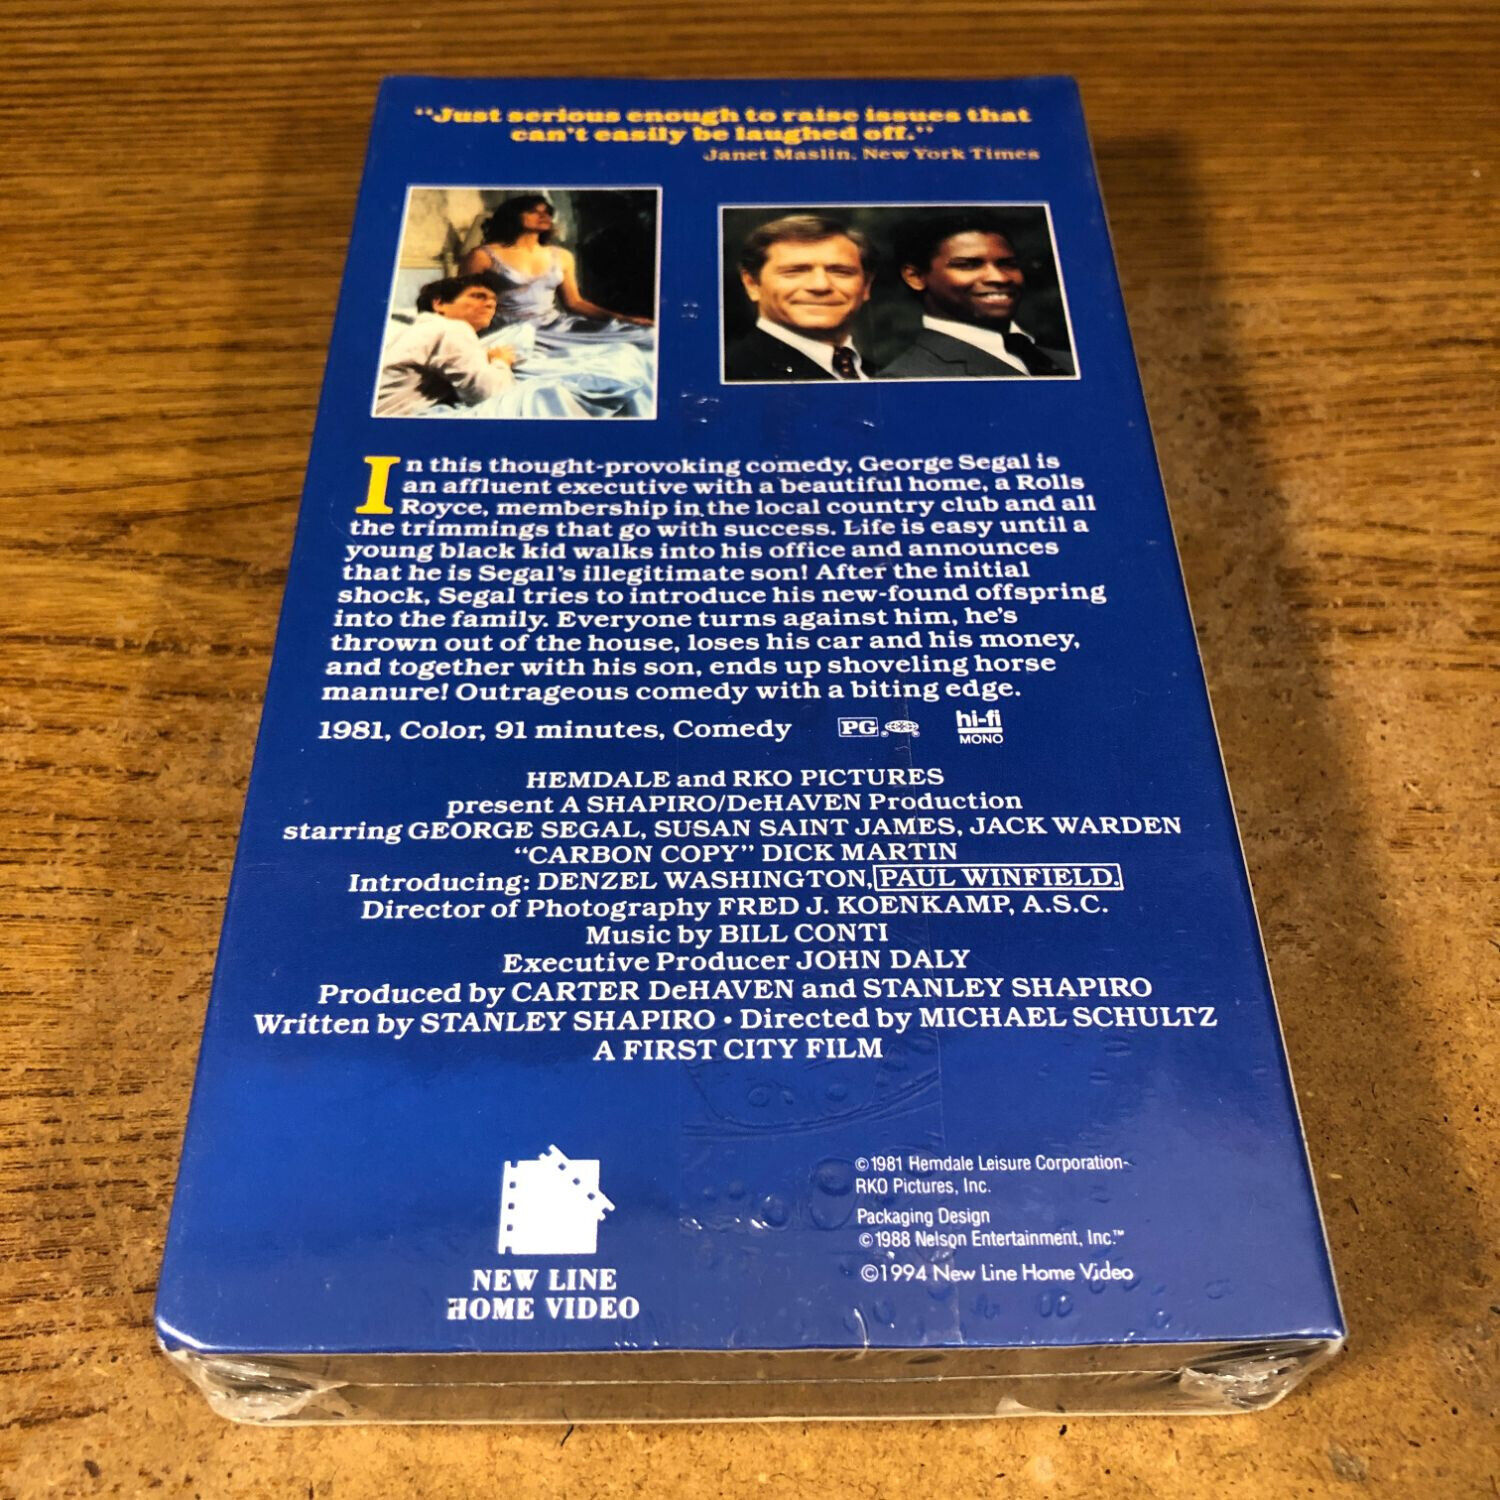 "Just serious enough to raise issues that
can't easily be laughed off."
Janet Maslin, New York Times
In this thought-provoking comedy, George Segal is
an affluent executive with a beautiful home, a Rolls
Royce, membership in the local country club and all
the trimmings that go with success. Life is easy until a
young black kid walks into his office and announces
that he is Segal's illegitimate son! After the initial
shock, Segal tries to introduce his new-found offspring
into the family. Everyone turns against him, he's
thrown out of the house, loses his car and his money,
and together with his son, ends up shoveling horse
manure! Outrageous comedy with a biting edge.
1981, Color, 91 minutes, Comedy PG hi-fi
MONO
HEMDALE and RKO PICTURES
present A SHAPIRO/DeHAVEN Production
starring GEORGE SEGAL, SUSAN SAINT JAMES, JACK WARDEN
"CARBON COPY" DICK MARTIN
Introducing: DENZEL WASHINGTON, PAUL WINFIELD.
Director of Photography FRED J. KOENKAMP, A.S.C.
Music by BILL CONTI
Executive Producer JOHN DALY
Produced by CARTER DeHAVEN and STANLEY SHAPIRO
Written by STANLEY SHAPIRO • Directed by MICHAEL SCHULTZ
A FIRST CITY FILM
NEW LINE
HOME VIDEO
©1981 Hemdale Leisure Corporation-
RKO Pictures, Inc.
Packaging Design
©1988 Nelson Entertainment, Inc.™
©1994 New Line Home Video